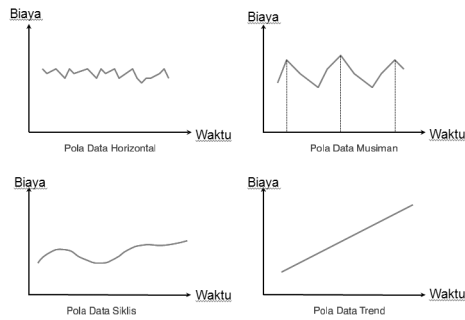 Biaya
Waktu
Pola Data Horizontal
Biaya
Waktu
Pola Data Musiman
Biaya
Waktu
Pola Data Siklis
Biaya
Waktu
Pola Data Trend